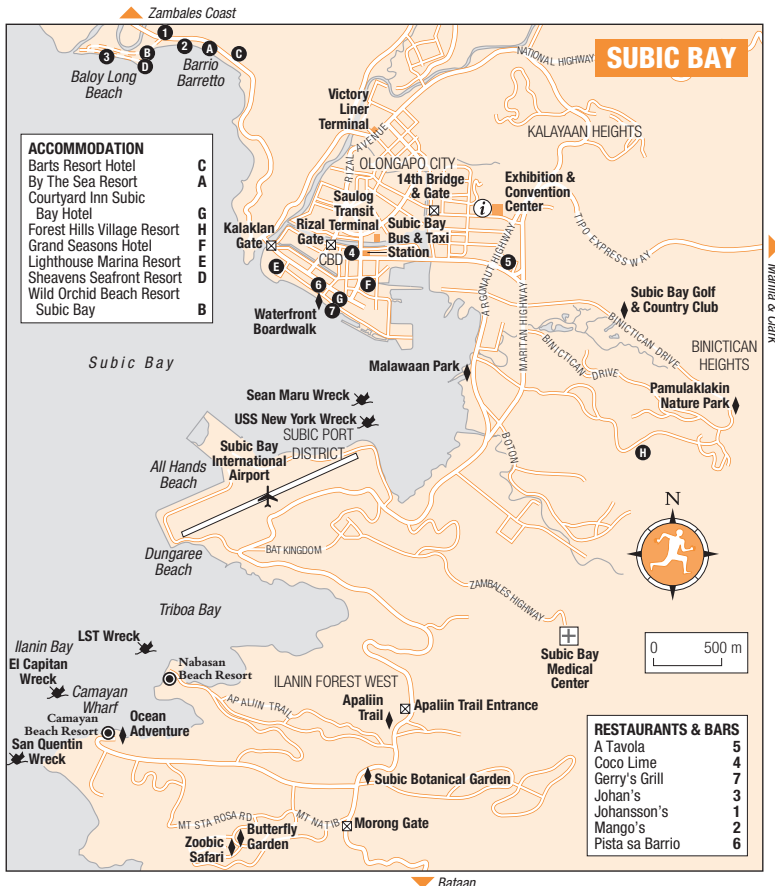 Zambales Coast
SUBIC BAY
1
2
A
C
3
B
D
Baloy Long
Beach
Barrio
Barretto
NATIONAL HIGHWAY
Victory
Liner
Terminal
KALAYAAN HEIGHTS
RIZAL AVENUE
ACCOMMODATION
Barts Resort Hotel C
By The Sea Resort A
Courtyard Inn Subic
Bay Hotel G
Forest Hills Village Resort H
Grand Seasons Hotel F
Lighthouse Marina Resort E
Sheavens Seafront Resort D
Wild Orchid Beach Resort
Subic Bay B
OLONGAPO CITY
14th Bridge
& Gate
i
Exhibition &
Convention
Center
Saulog
Transit
Terminal
Kalaklan
Gate
Rizal
Gate
CBD
4
Subic Bay
Bus & Taxi
Station
5
E
6
G
7
F
Waterfront
Boardwalk
TIPO EXPRESS WAY
ARGONAUT HIGHWAY
MARITAN HIGHWAY
Manila & Clark
Subic Bay Golf
& Country Club
BINICTICAN DRIVE
BINICTICAN
HEIGHTS
BINICTICAN DRIVE
Subic Bay
Malawaan Park
Pamulaklakin
Nature Park
Sean Maru Wreck
USS New York Wreck
SUBIC PORT
DISTRICT
BOTON
H
Subic Bay
International
Airport
All Hands
Beach
N
Dungaree
Beach
BAT KINGDOM
ZAMBALES HIGHWAY
Triboa Bay
LST Wreck
Ilanin Bay
El Capitan
Wreck
Subic Bay
Medical
Center
0 500 m
Nabasan
Beach Resort
ILANIN FOREST WEST
Camayan
Wharf
APALIIN TRAIL
Apaliin
Trail
Apaliin Trail Entrance
Camayan
Beach Resort
Ocean
Adventure
San Quentin
Wreck
Subic Botanical Garden
RESTAURANTS & BARS
A Tavola 5
Coco Lime 4
Gerry's Grill 7
Johan's 3
Johansson's 1
Mango's 2
Pista sa Barrio 6
MT STA ROSA RD
MT NATIB
Morong Gate
Butterfly
Garden
Zoobic
Safari
Bataan